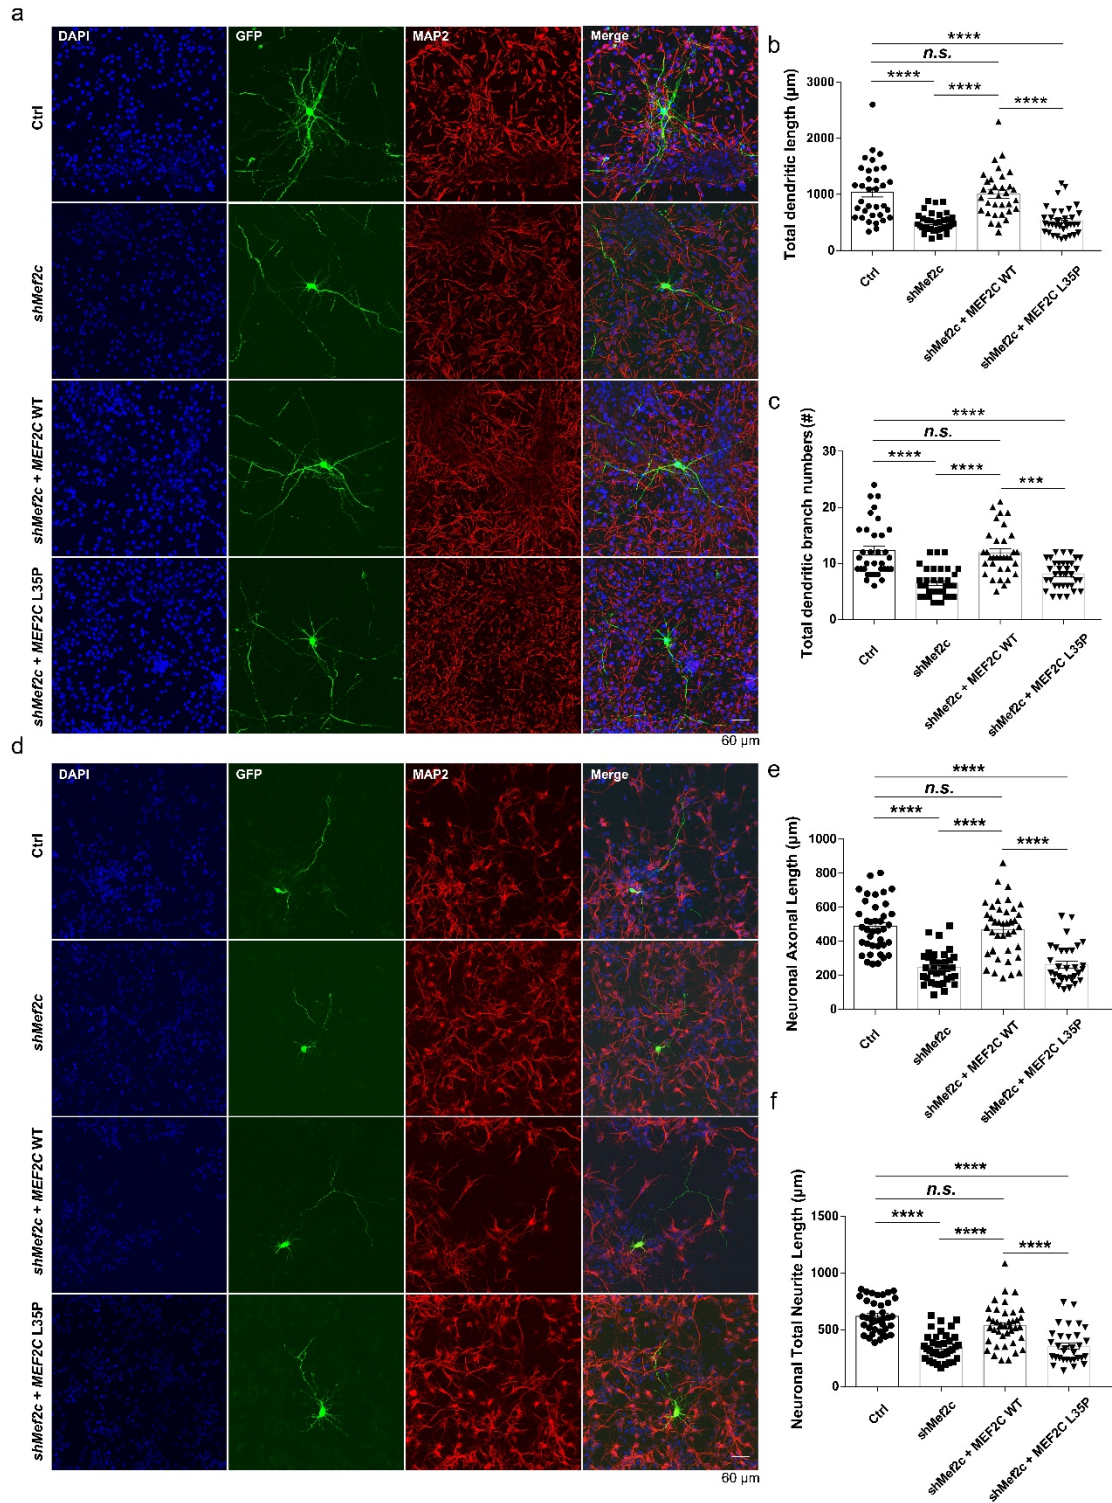 a
DAPI GFP MAP2 Merge
Ctrl
shMef2c
shMef2c + MEF2C WT
shMef2c + MEF2C L35P
60 µm
b
****
n.s.
**** **** ****
Total dendritic length (µm)
3000
2000
1000
0
Ctrl shMef2c shMef2c + MEF2C WT shMef2c + MEF2C L35P
c
****
n.s.
**** **** ***
Total dendritic branch numbers (#)
30
20
10
0
Ctrl shMef2c shMef2c + MEF2C WT shMef2c + MEF2C L35P
d
DAPI GFP MAP2 Merge
Ctrl
shMef2c
shMef2c + MEF2C WT
shMef2c + MEF2C L35P
60 µm
e
****
n.s.
**** **** ****
Neuronal Axonal Length (µm)
1000
800
600
400
200
0
Ctrl shMef2c shMef2c + MEF2C WT shMef2c + MEF2C L35P
f
****
n.s.
**** **** ****
Neuronal Total Neurite Length (µm)
1500
1000
500
0
Ctrl shMef2c shMef2c + MEF2C WT shMef2c + MEF2C L35P